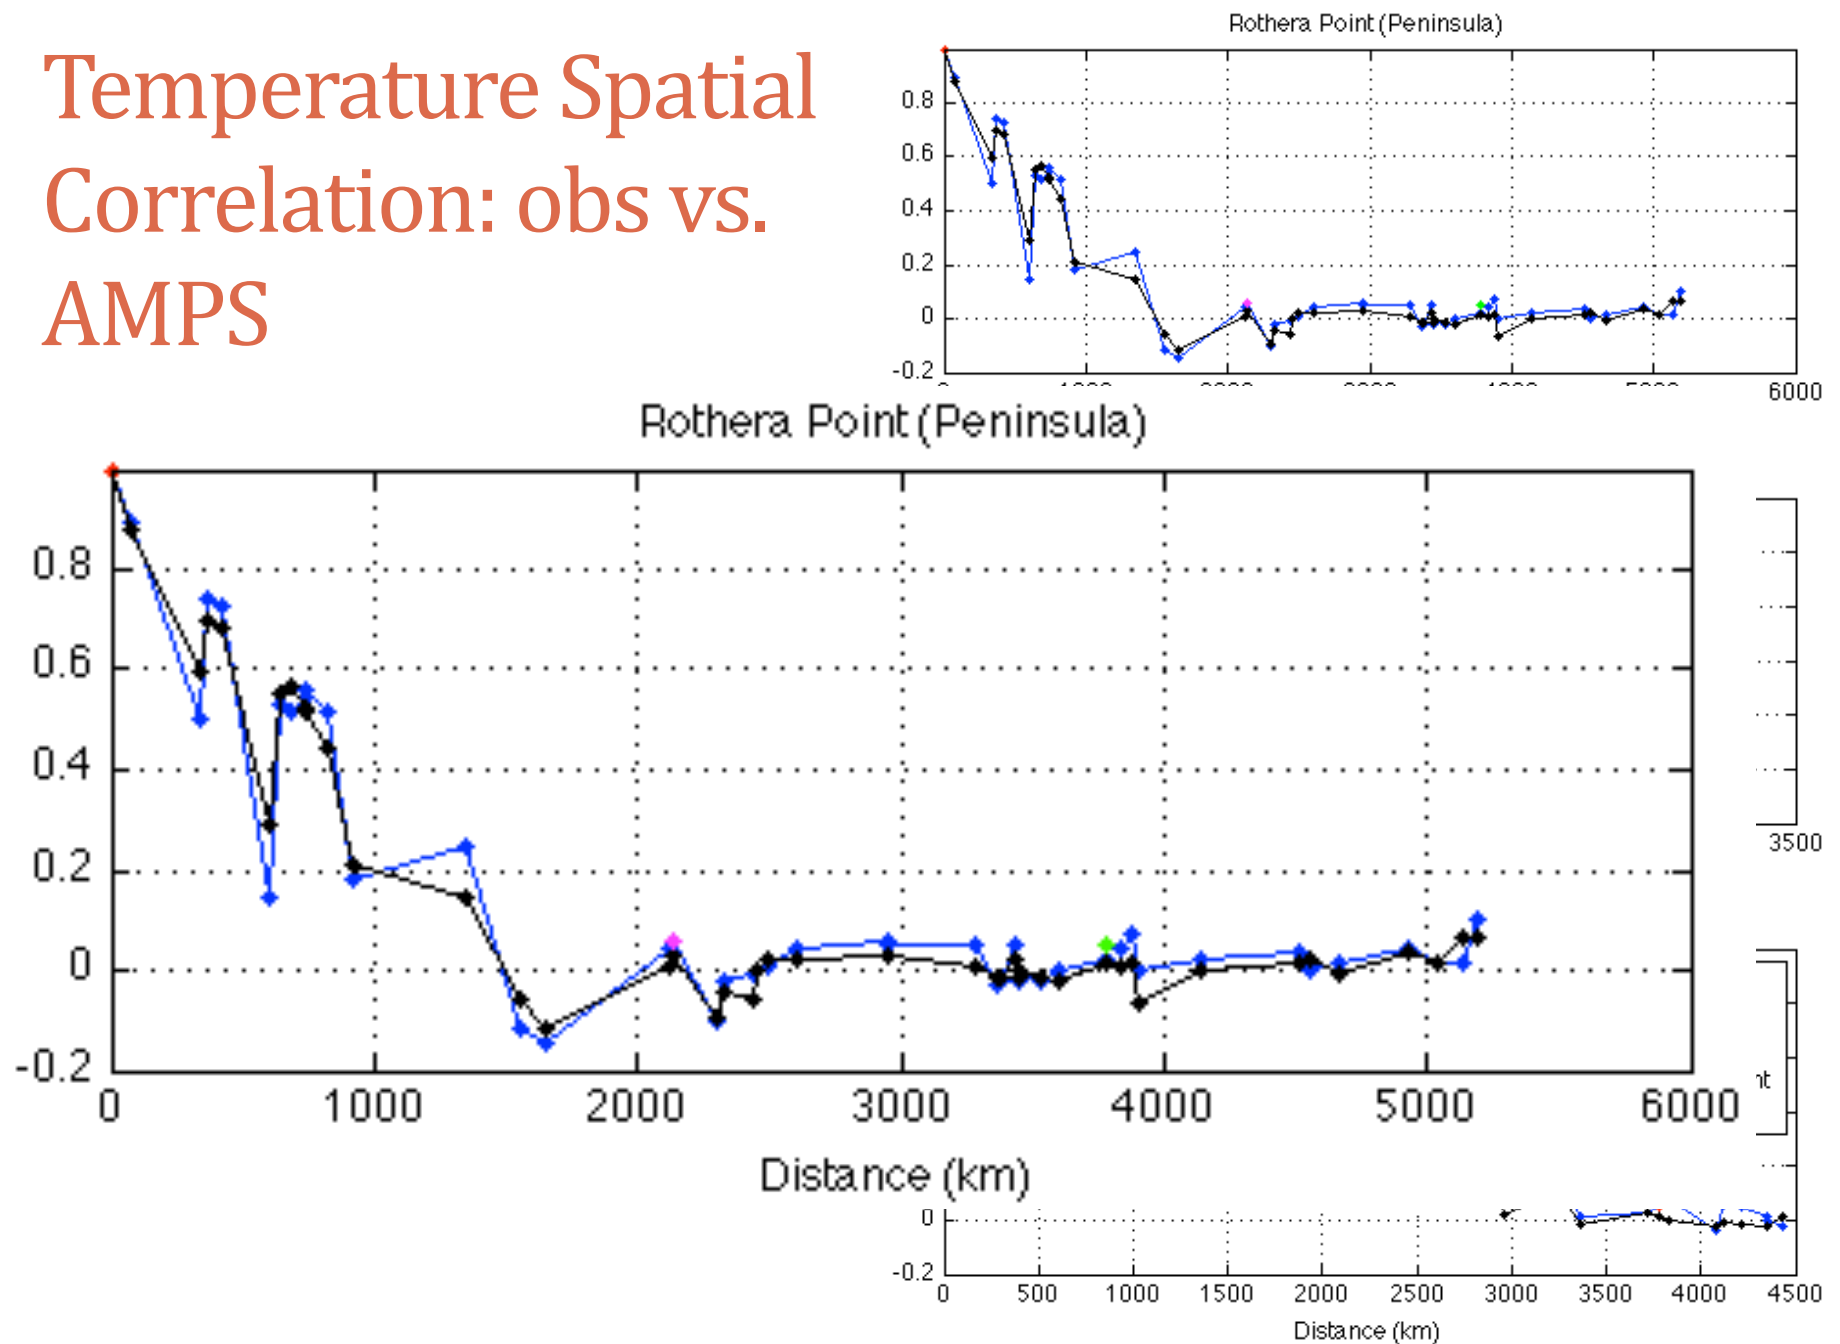 Temperature Spatial
Correlation: obs vs.
AMPS
Rothera Point (Peninsula)
0.8
0.6
0.4
0.2
0
-0.2
6000
Rothera Point (Peninsula)
0.8
0.6
0.4
0.2
0
-0.2
0 1000 2000 3000 4000 5000 6000
Distance (km)
3500
nt
0
-0.2
0 500 1000 1500 2000 2500 3000 3500 4000 4500
Distance (km)